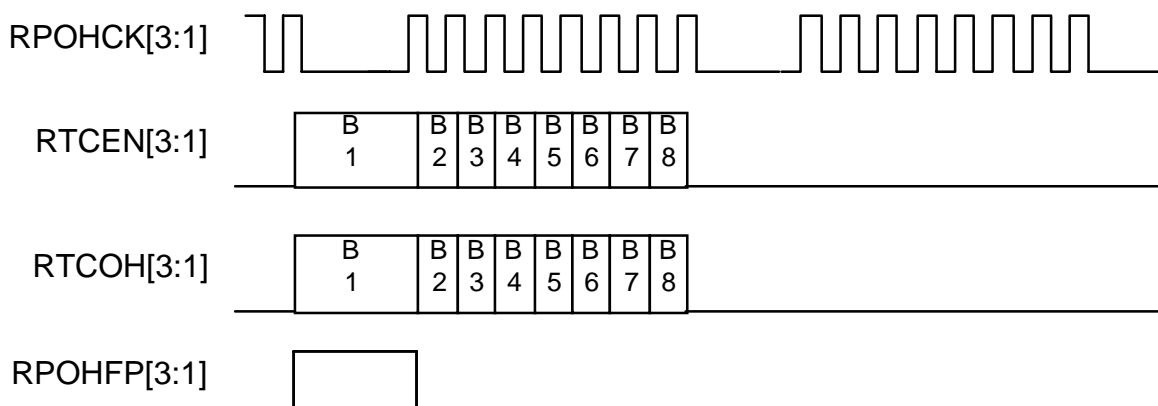 RPOHCK[3:1]
RTCEN[3:1]
B B B B B B B B
1 2 3 4 5 6 7 8
RTCOH[3:1]
B B B B B B B B
1 2 3 4 5 6 7 8
RPOHFP[3:1]